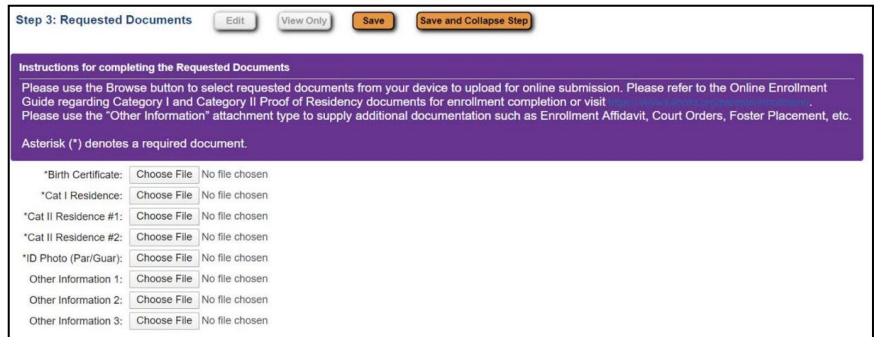 Step 3: Requested Documents Edit View Only Save Save and Collapse Step
Instructions for completing the Requested Documents
Please use the Browse button to select requested documents from your device to upload for online submission. Please refer to the Online Enrollment
Guide regarding Category I and Category II Proof of Residency documents for enrollment completion or visit
Please use the “Other Information” attachment type to supply additional documentation such as Enrollment Affidavit, Court Orders, Foster Placement, etc.
Asterisk (*) denotes a required document.
*Birth Certificate: Choose File No file chosen
*Cat I Residence: Choose File No file chosen
*Cat II Residence #1: Choose File No file chosen
*Cat II Residence #2: Choose File No file chosen
*ID Photo (Par/Guar): Choose File No file chosen
Other Information 1: Choose File No file chosen
Other Information 2: Choose File No file chosen
Other Information 3: Choose File No file chosen